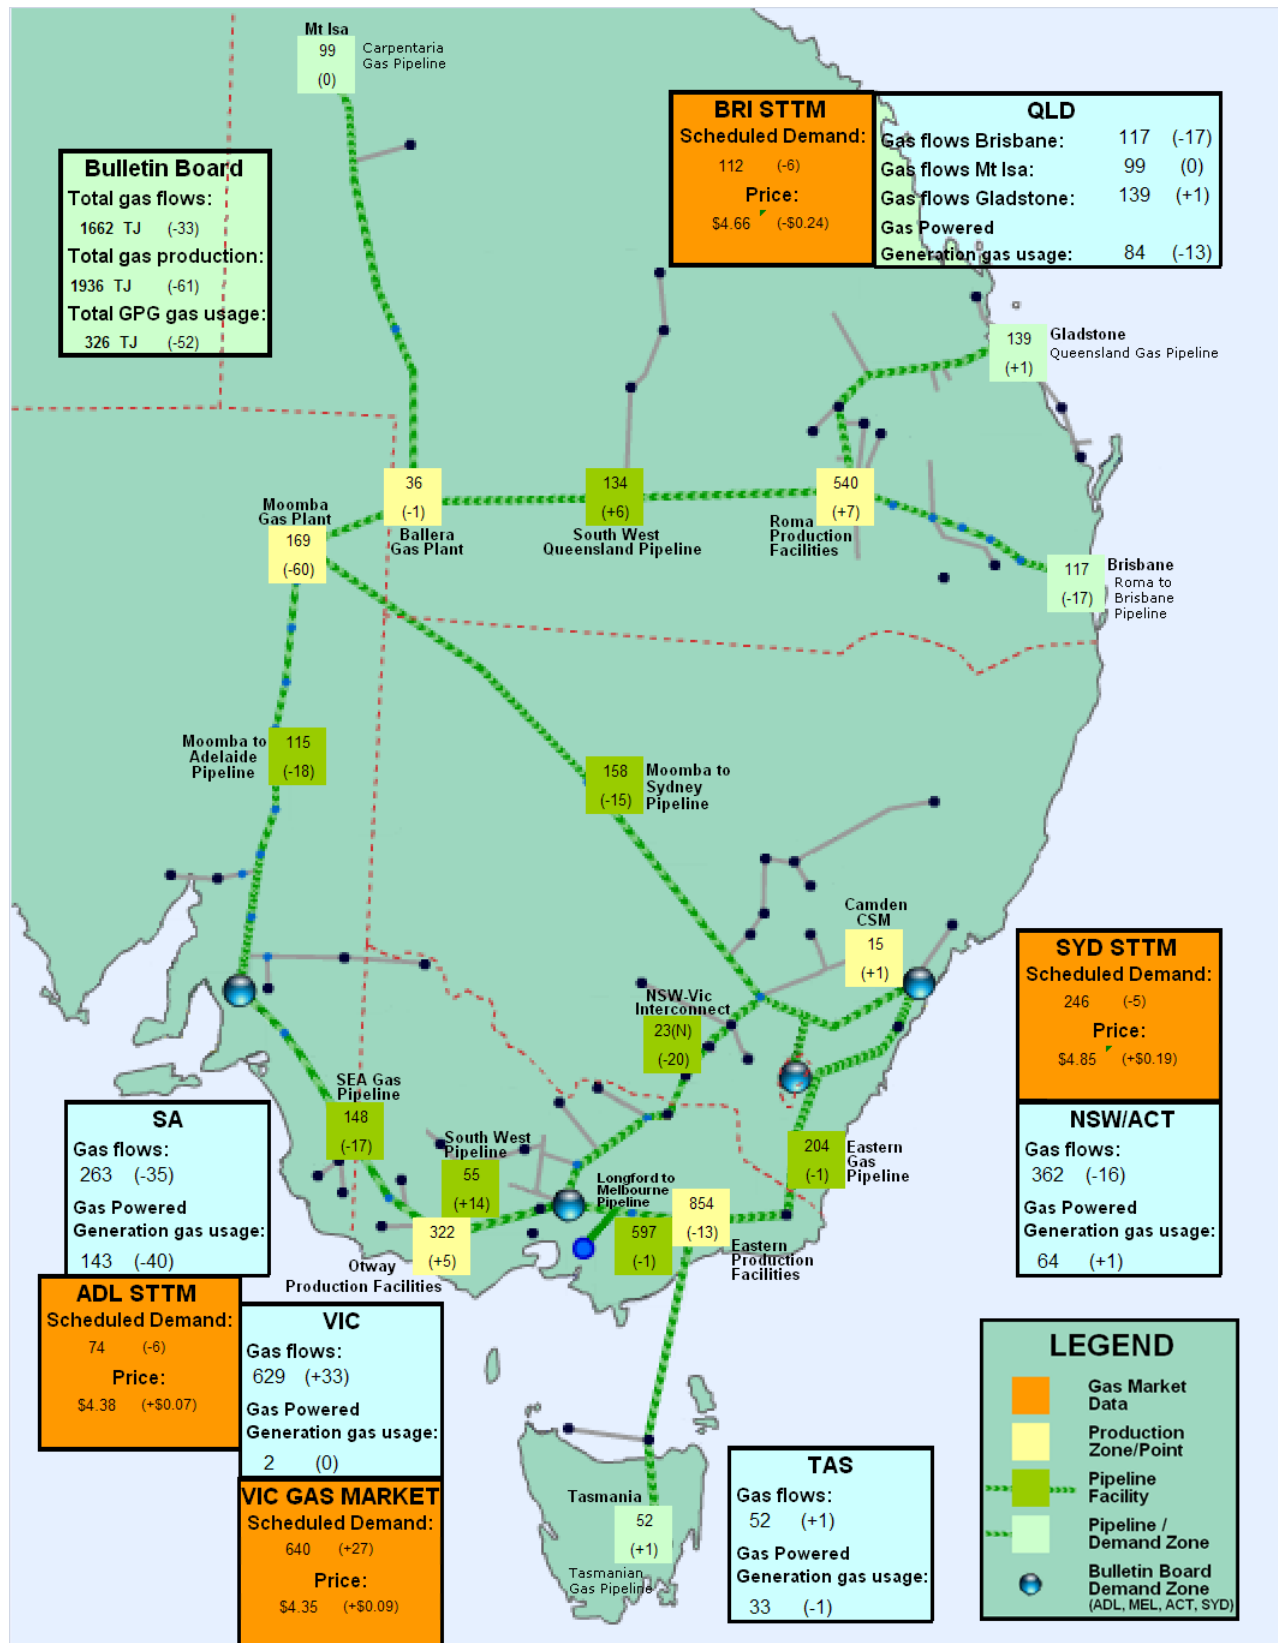 Mt Isa
99
(0)
Carpentaria
Gas Pipeline
Bulletin Board
Total gas flows:
1662 TJ (-33)
Total gas production:
1936 TJ (-61)
Total GPG gas usage:
326 TJ (-52)
BRI STTM
Scheduled Demand:
112 (-6)
Price:
$4.66 (-$0.24)
QLD
Gas flows Brisbane: 117 (-17)
Gas flows Mt Isa: 99 (0)
Gas flows Gladstone: 139 (+1)
Gas Powered
Generation gas usage: 84 (-13)
139
(+1)
Gladstone
Queensland Gas Pipeline
Moomba
Gas Plant
169
(-60)
36
(-1)
Ballera
Gas Plant
134
(+6)
South West
Queensland Pipeline
540
(+7)
Roma
Production
Facilities
117
(-17)
Brisbane
Roma to
Brisbane
Pipeline
Moomba to
Adelaide
Pipeline
115
(-18)
158
(-15)
Moomba to
Sydney
Pipeline
Camden
CSM
15
(+1)
NSW-Vic
Interconnect
23(N)
(-20)
SYD STTM
Scheduled Demand:
246 (-5)
Price:
$4.85 (+$0.19)
NSW/ACT
Gas flows:
362 (-16)
Gas Powered
Generation gas usage:
64 (+1)
SEA Gas
Pipeline
148
(-17)
South West
Pipeline
55
(+14)
Longford to
Melbourne
Pipeline
597
(-1)
854
(-13)
Eastern
Production
Facilities
204
(-1)
Eastern
Gas
Pipeline
322
(+5)
Otway
Production Facilities
SA
Gas flows:
263 (-35)
Gas Powered
Generation gas usage:
143 (-40)
ADL STTM
Scheduled Demand:
74 (-6)
Price:
$4.38 (+$0.07)
VIC
Gas flows:
629 (+33)
Gas Powered
Generation gas usage:
2 (0)
VIC GAS MARKET
Scheduled Demand:
640 (+27)
Price:
$4.35 (+$0.09)
Tasmania
52
(+1)
Tasmanian
Gas Pipeline
TAS
Gas flows:
52 (+1)
Gas Powered
Generation gas usage:
33 (-1)
LEGEND
Gas Market
Data
Production
Zone/Point
Pipeline
Facility
Pipeline /
Demand Zone
Bulletin Board
Demand Zone
(ADL, MEL, ACT, SYD)